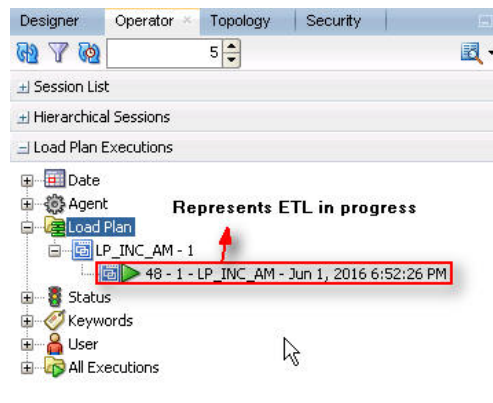 Designer Operator Topology Security
5
Session List
Hierarchical Sessions
Load Plan Executions
Date
Agent
Represents ETL in progress
Load Plan
LP_INC_AM - 1
48 - 1 - LP_INC_AM - Jun 1, 2016 6:52:26 PM
Status
Keywords
User
All Executions